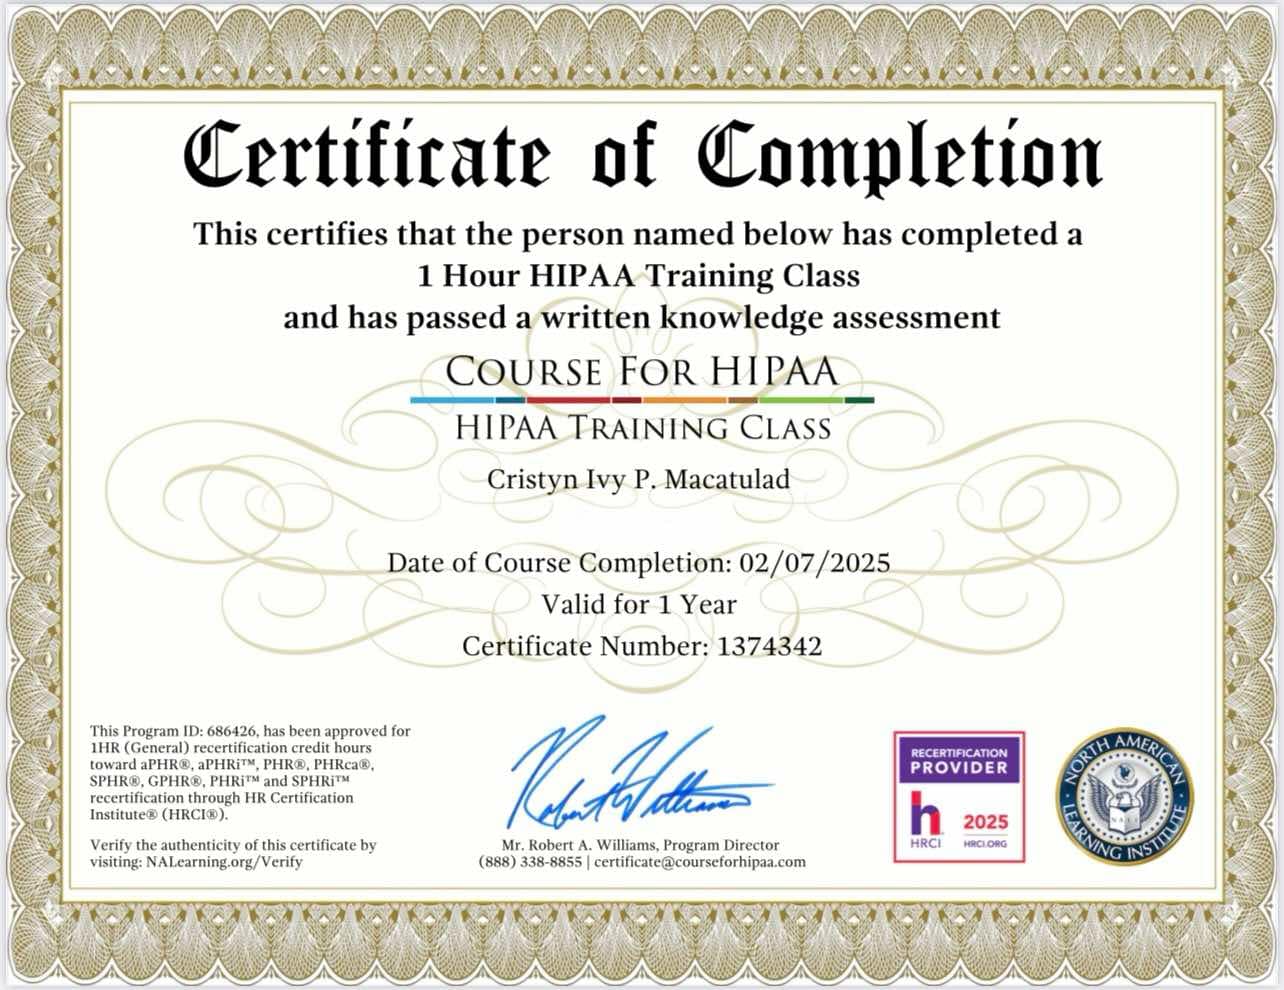 Certificate of Completion
This certifies that the person named below has completed a
1 Hour HIPAA Training Class
and has passed a written knowledge assessment
COURSE FOR HIPAA
HIPAA TRAINING CLASS
Cristyn Ivy P. Macatulad
Date of Course Completion: 02/07/2025
Valid for 1 Year
Certificate Number: 1374342
This Program ID: 686426, has been approved for
1HR (General) recertification credit hours
toward aPHR®, aPHRi™, PHR®, PHRca®,
SPHR®, GPHR®, PHRi™ and SPHRi™
recertification through HR Certification
Institute® (HRCI®).
Verify the authenticity of this certificate by
visiting: NALearning.org/Verify
Robert Williams
Mr. Robert A. Williams, Program Director
(888) 338-8855 | certificate@courseforhipaa.com
RECERTIFICATION
PROVIDER
h
HRCI
2025
HRCI.ORG
NORTH AMERICAN
LEARNING INSTITUTE
NALI